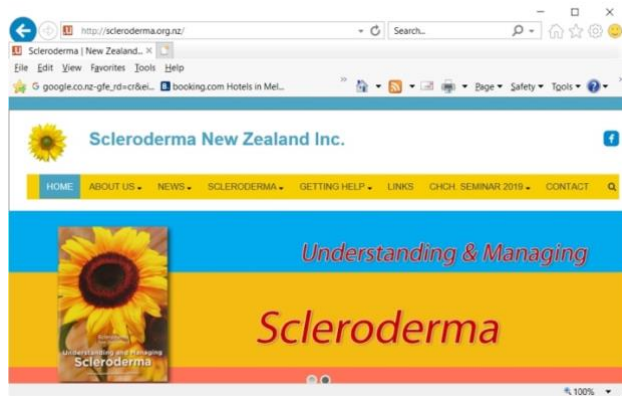 http://scleroderma.org.nz/
Search...
Scleroderma | New Zealand...
File Edit View Favorites Tools Help
G google.co.nz-gfe_rd=cr&ei... booking.com Hotels in Mel...
Page Safety Tools
Scleroderma New Zealand Inc.
HOME ABOUT US NEWS SCLERODERMA GETTING HELP LINKS CHCH. SEMINAR 2019 CONTACT
Understanding & Managing
Scleroderma
Understanding and Managing
Scleroderma
100%